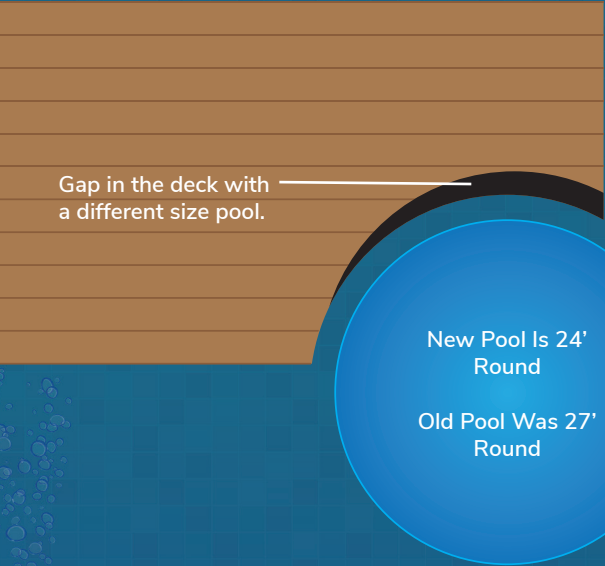 Gap in the deck with
a different size pool.
New Pool Is 24’
Round
Old Pool Was 27’
Round